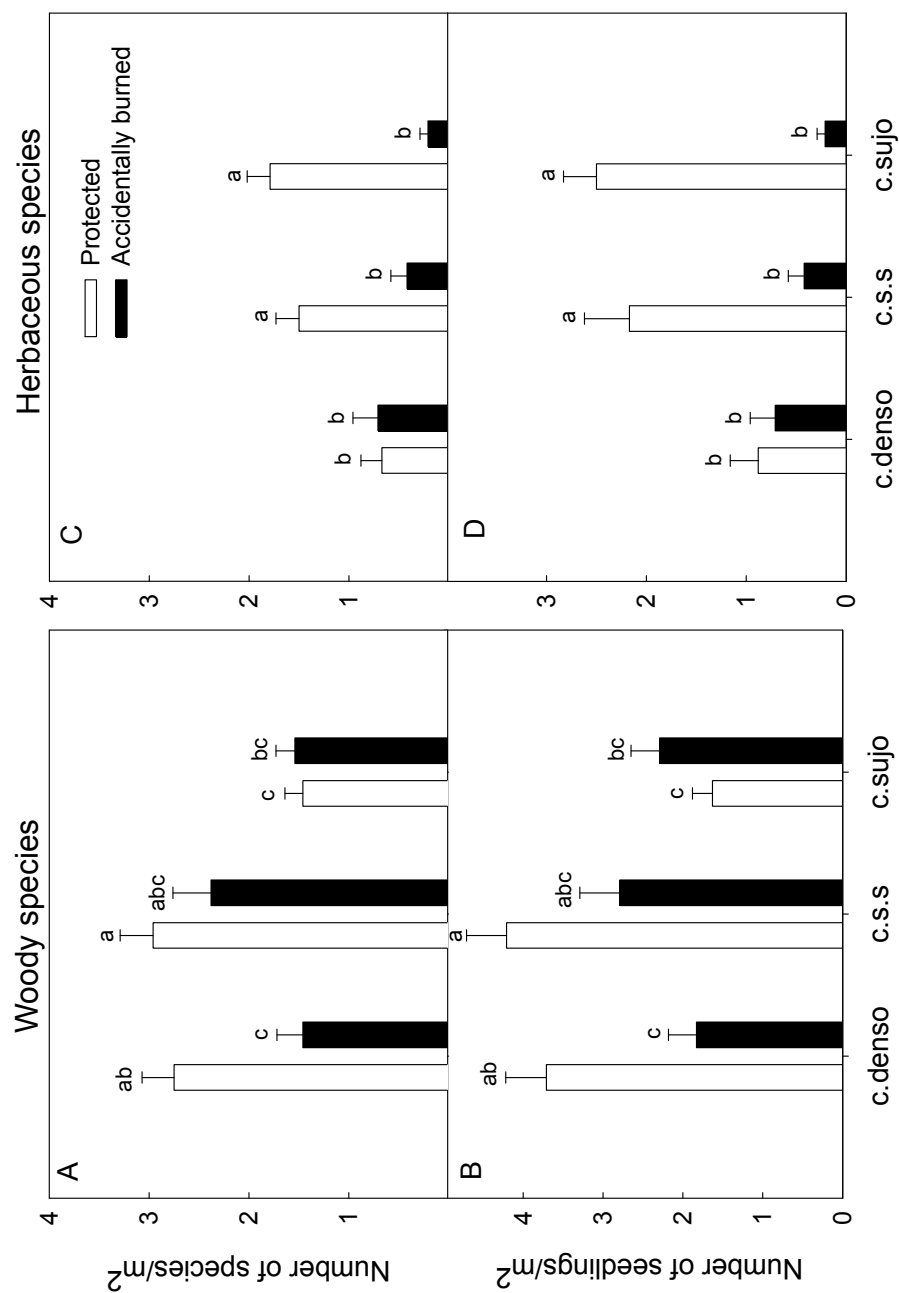 Woody species
Herbaceous species
A
4
3
2
1
Number of species/m2
ab
c
a
abc
c
bc
C
Protected
Accidentally burned
4
3
2
1
b
b
a
b
a
b
B
4
3
2
1
0
Number of seedlings/m2
ab
c
a
abc
c
bc
c.denso
c.s.s
c.sujo
D
3
2
1
0
b
b
a
b
a
b
c.denso
c.s.s
c.sujo